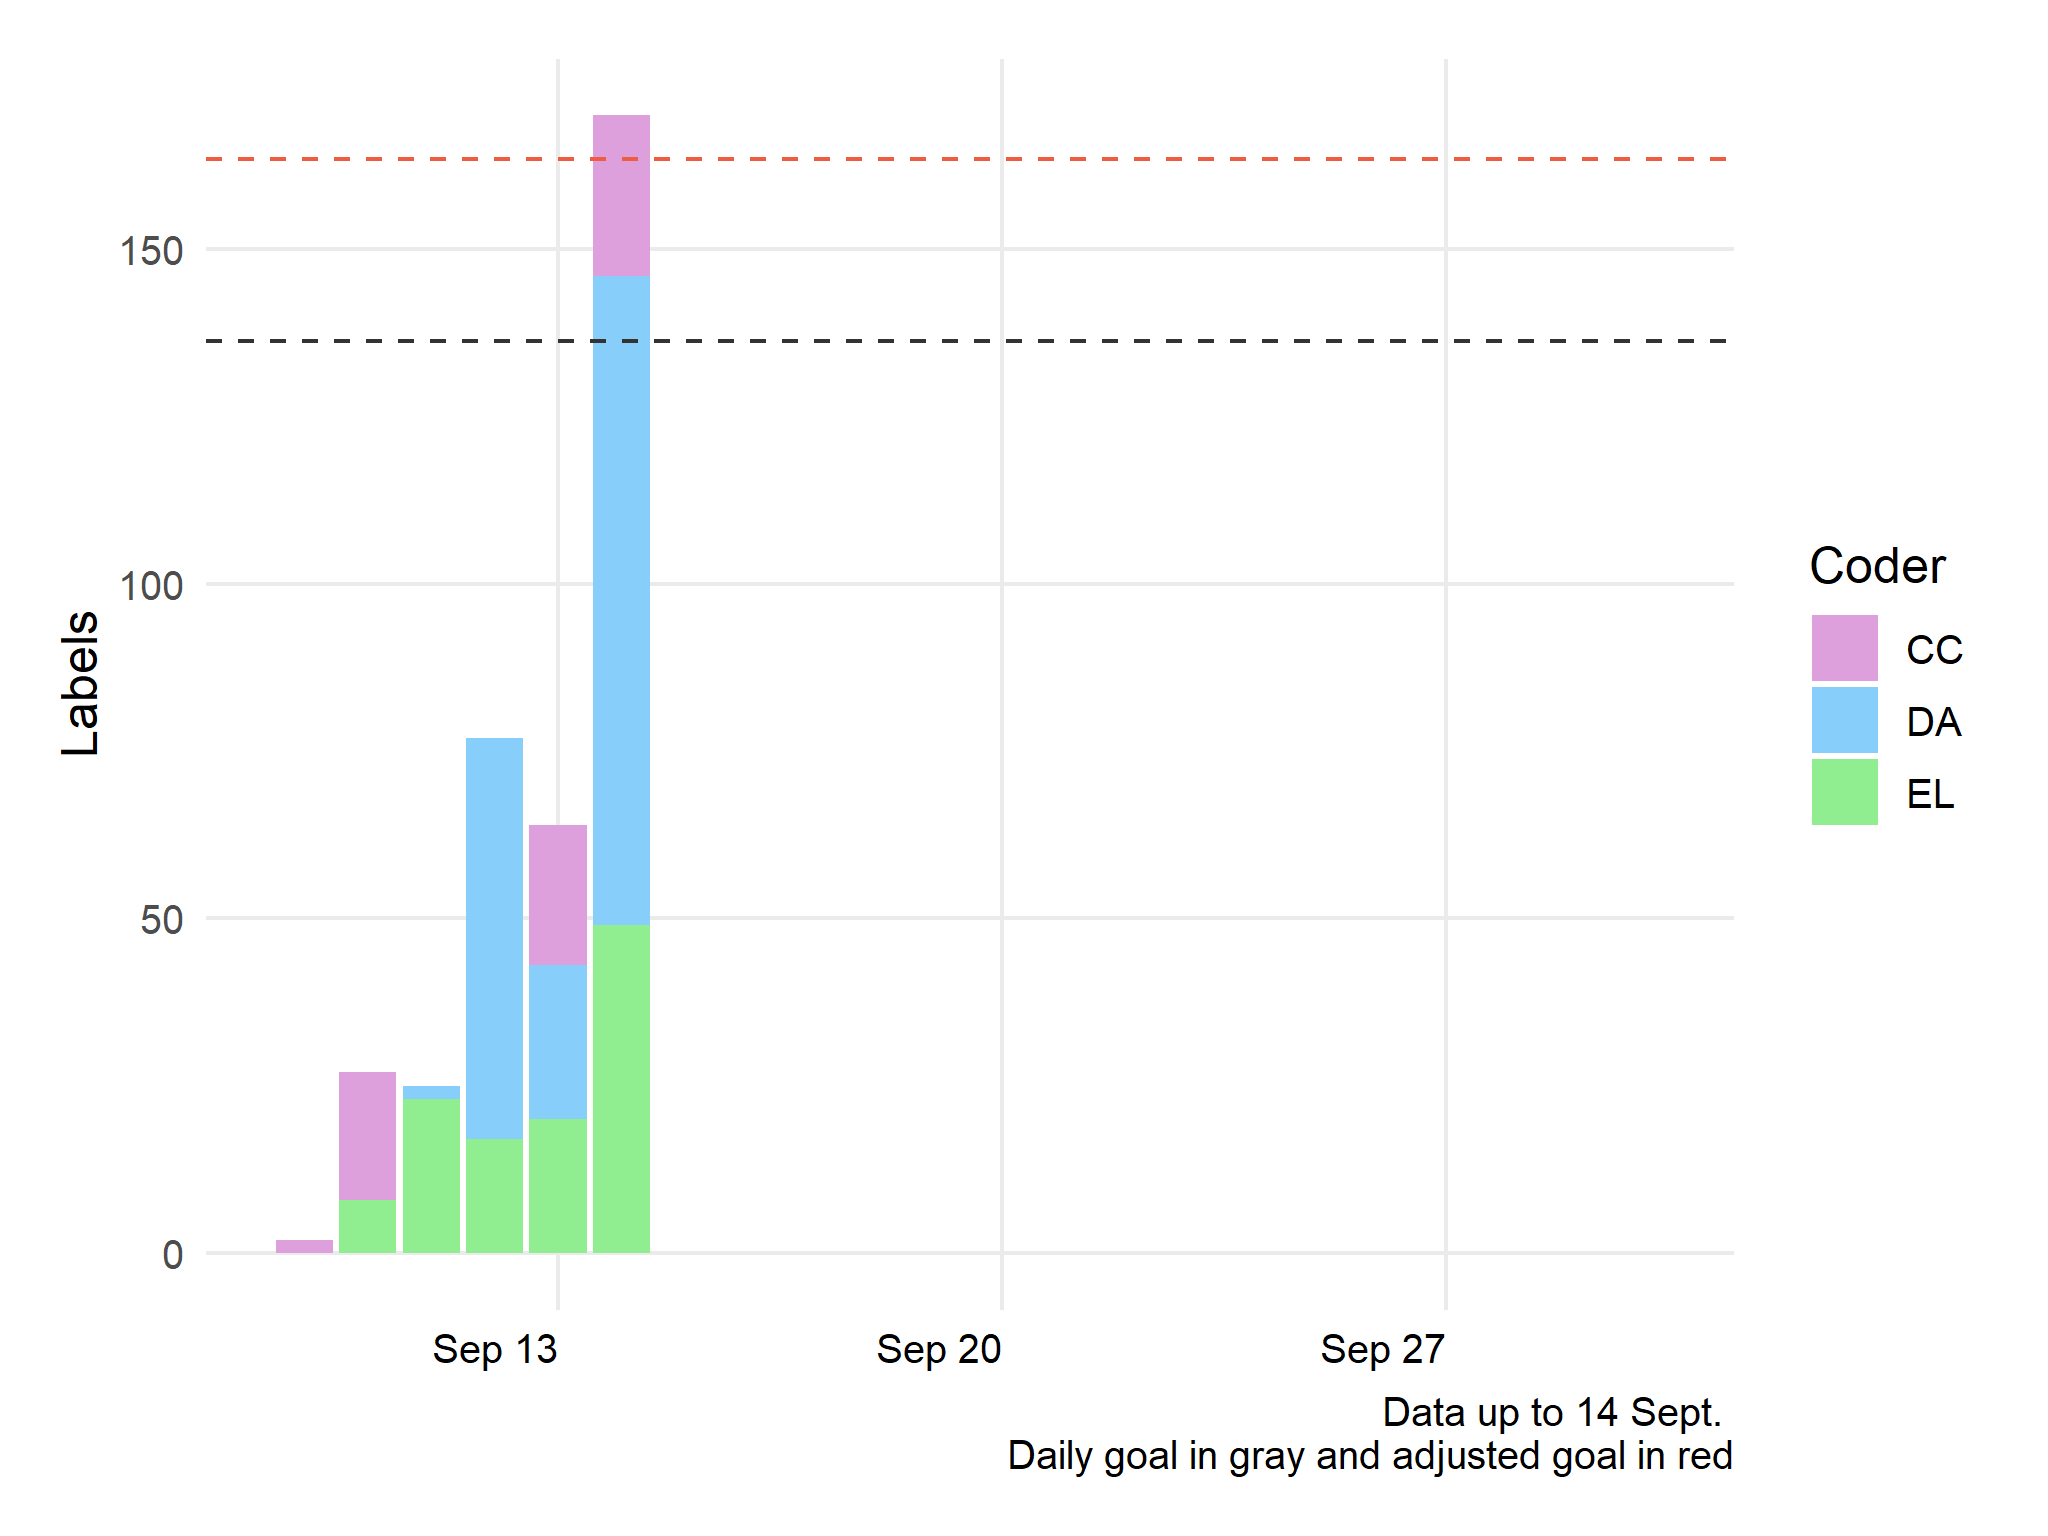 150
100
50
0
Labels
Sep 13
Sep 20
Sep 27
Coder
CC
DA
EL
Data up to 14 Sept.
Daily goal in gray and adjusted goal in red